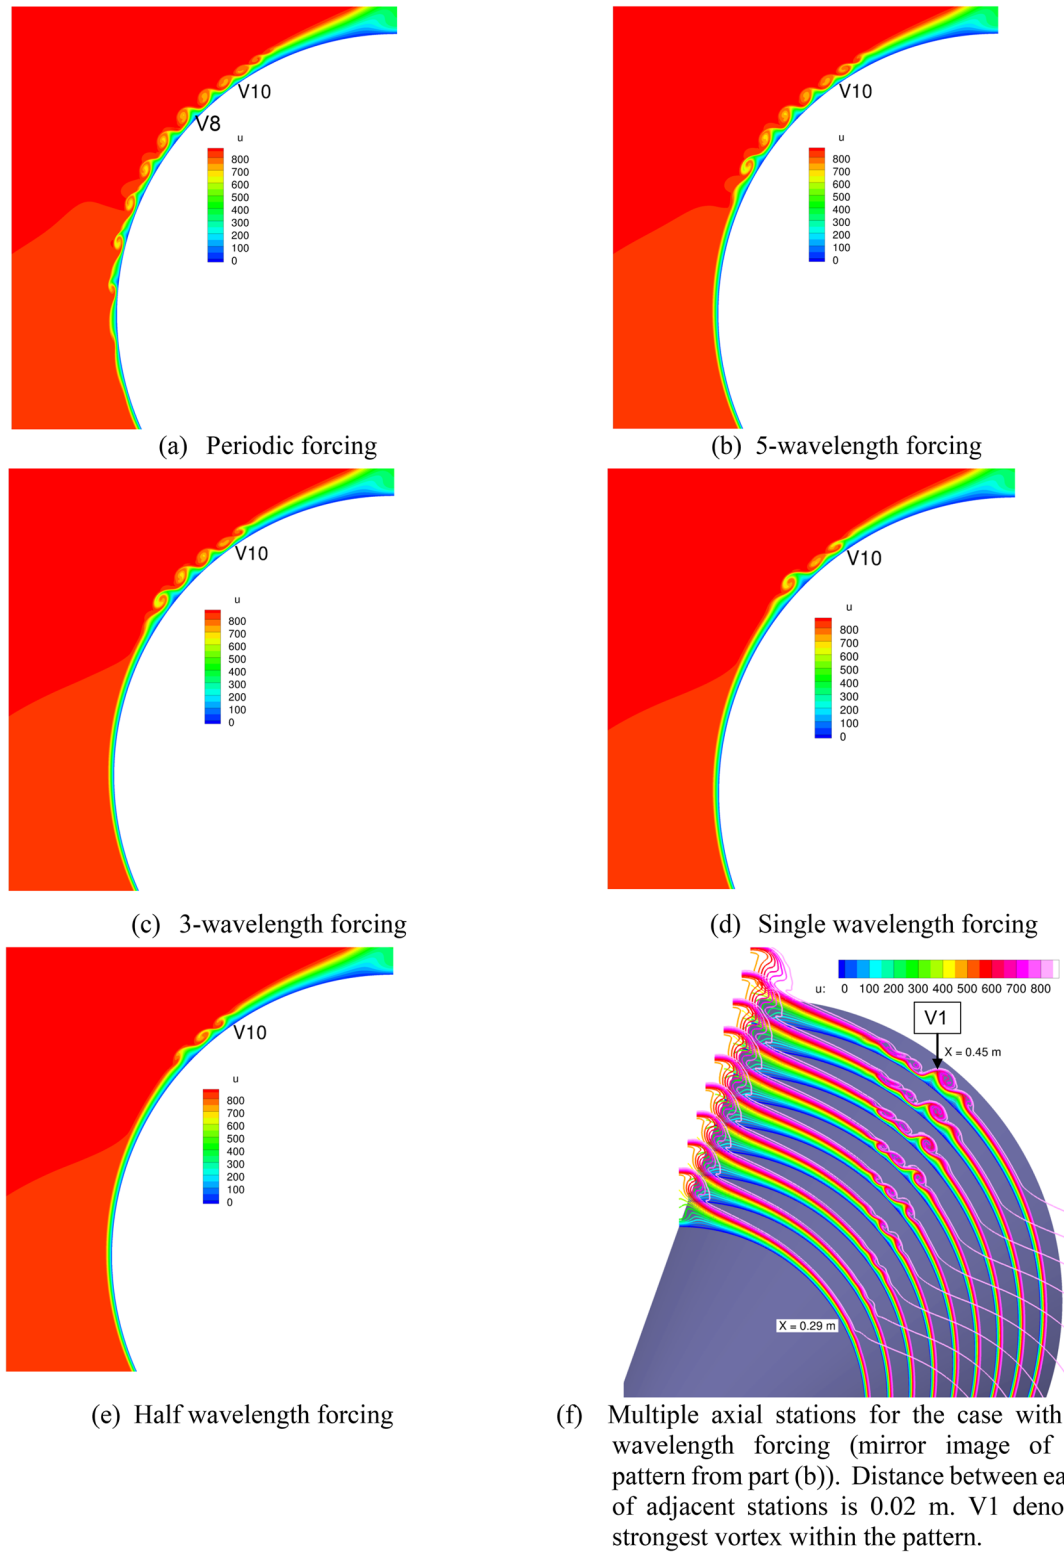 V10
V8
u
800
700
600
500
400
300
200
100
0
(a) Periodic forcing
V10
u
800
700
600
500
400
300
200
100
0
(b) 5-wavelength forcing
V10
u
800
700
600
500
400
300
200
100
0
(c) 3-wavelength forcing
V10
u
800
700
600
500
400
300
200
100
0
(d) Single wavelength forcing
V10
u
800
700
600
500
400
300
200
100
0
(e) Half wavelength forcing
u: 0 100 200 300 400 500 600 700 800
V1
X = 0.45 m
X = 0.29 m
(f) Multiple axial stations for the case with
wavelength forcing (mirror image of
pattern from part (b)). Distance between ea
of adjacent stations is 0.02 m. V1 deno
strongest vortex within the pattern.